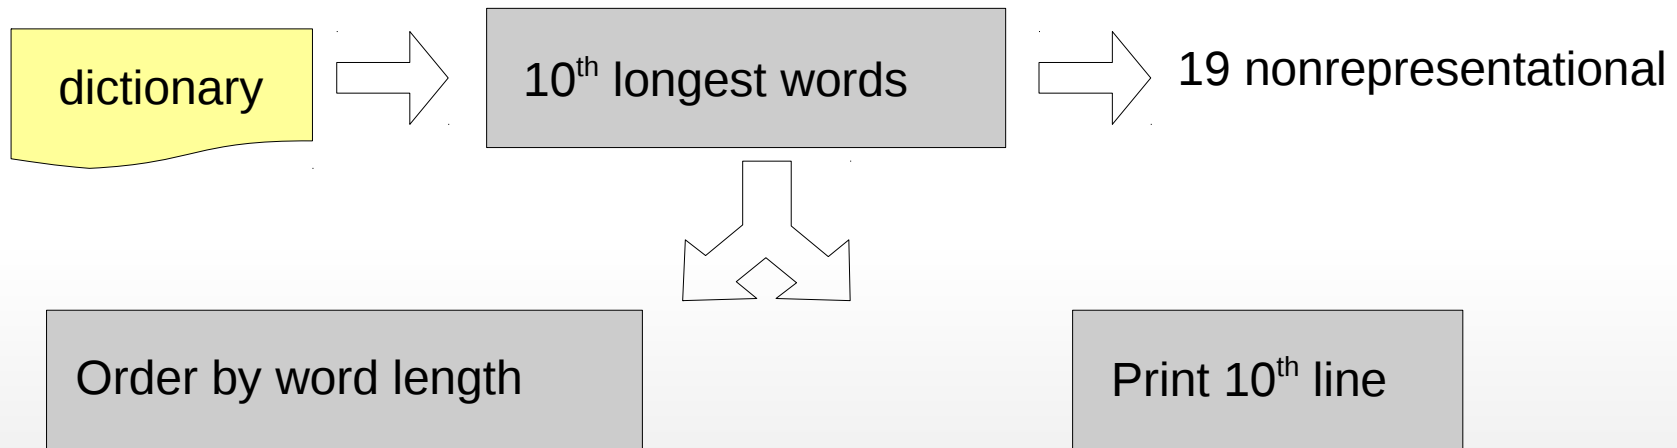 dictionary
10th longest words
19 nonrepresentational
Order by word length
Print 10th line